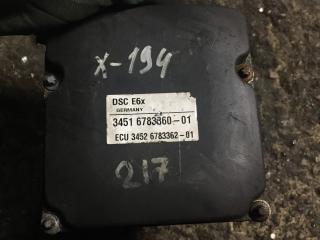 X-194
DSC E6x
GERMANY
3451 6783360-01
ECU 3452 6783362-01
217